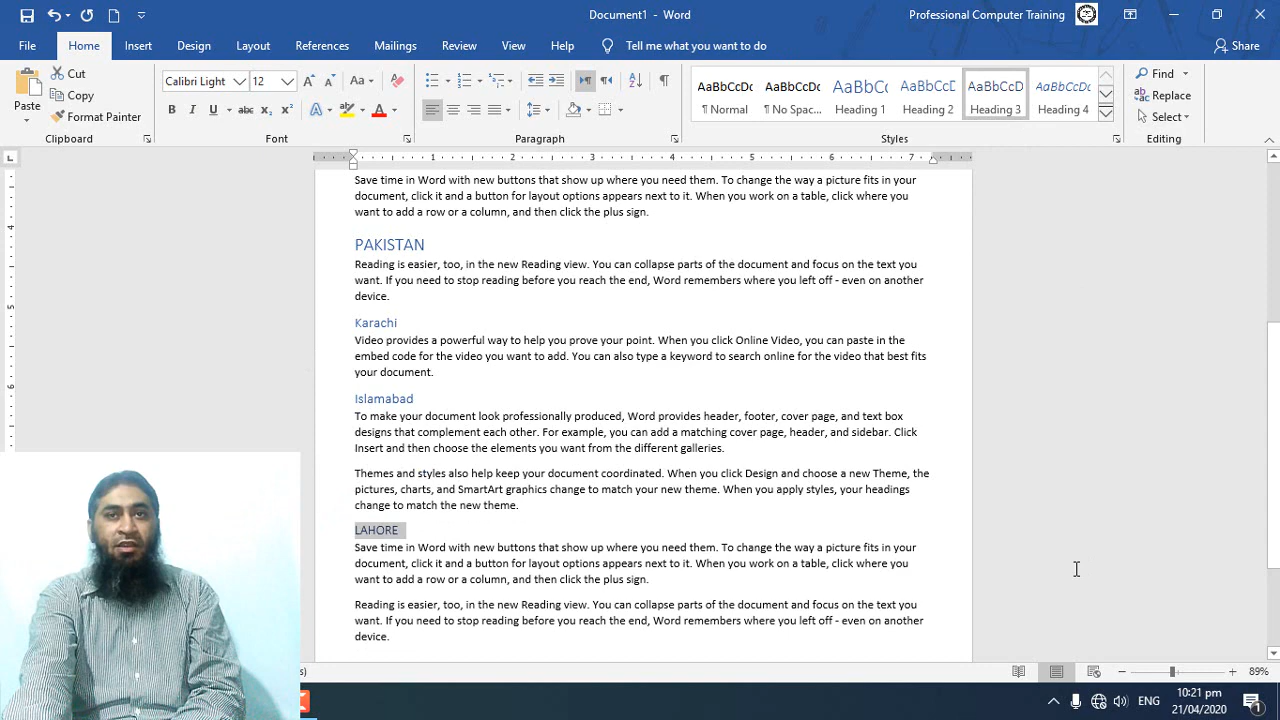 Document1 - Word
Professional Computer Training
File Home Insert Design Layout References Mailings Review View Help Tell me what you want to do Share
Paste
Cut
Copy
Format Painter
Clipboard
Calibri Light 12
Aa
B I U abc x₂ x²
Font
Paragraph
AaBbCcDc ¶ Normal
AaBbCcDc ¶ No Spac...
AaBbCc Heading 1
AaBbCcD Heading 2
AaBbCcD Heading 3
AaBbCcDc Heading 4
Styles
Find
Replace
Select
Editing
1 2 3 4 5 6 7
4
5
6
Save time in Word with new buttons that show up where you need them. To change the way a picture fits in your
document, click it and a button for layout options appears next to it. When you work on a table, click where you
want to add a row or a column, and then click the plus sign.
PAKISTAN
Reading is easier, too, in the new Reading view. You can collapse parts of the document and focus on the text you
want. If you need to stop reading before you reach the end, Word remembers where you left off - even on another
device.
Karachi
Video provides a powerful way to help you prove your point. When you click Online Video, you can paste in the
embed code for the video you want to add. You can also type a keyword to search online for the video that best fits
your document.
Islamabad
To make your document look professionally produced, Word provides header, footer, cover page, and text box
designs that complement each other. For example, you can add a matching cover page, header, and sidebar. Click
Insert and then choose the elements you want from the different galleries.
Themes and styles also help keep your document coordinated. When you click Design and choose a new Theme, the
pictures, charts, and SmartArt graphics change to match your new theme. When you apply styles, your headings
change to match the new theme.
LAHORE
Save time in Word with new buttons that show up where you need them. To change the way a picture fits in your
document, click it and a button for layout options appears next to it. When you work on a table, click where you
want to add a row or a column, and then click the plus sign.
Reading is easier, too, in the new Reading view. You can collapse parts of the document and focus on the text you
want. If you need to stop reading before you reach the end, Word remembers where you left off - even on another
device.
89%
ENG
10:21 pm
21/04/2020
1